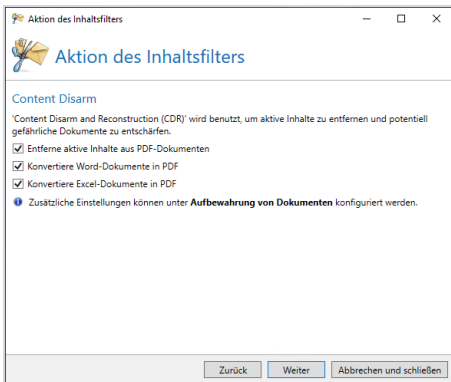 Aktion des Inhaltsfilters
Aktion des Inhaltsfilters
Content Disarm
'Content Disarm and Reconstruction (CDR)' wird benutzt, um aktive Inhalte zu entfernen und potentiell
gefährliche Dokumente zu entschärfen.
Entferne aktive Inhalte aus PDF-Dokumenten
Konvertiere Word-Dokumente in PDF
Konvertiere Excel-Dokumente in PDF
Zusätzliche Einstellungen können unter Aufbewahrung von Dokumenten konfiguriert werden.
Zurück Weiter Abbrechen und schließen